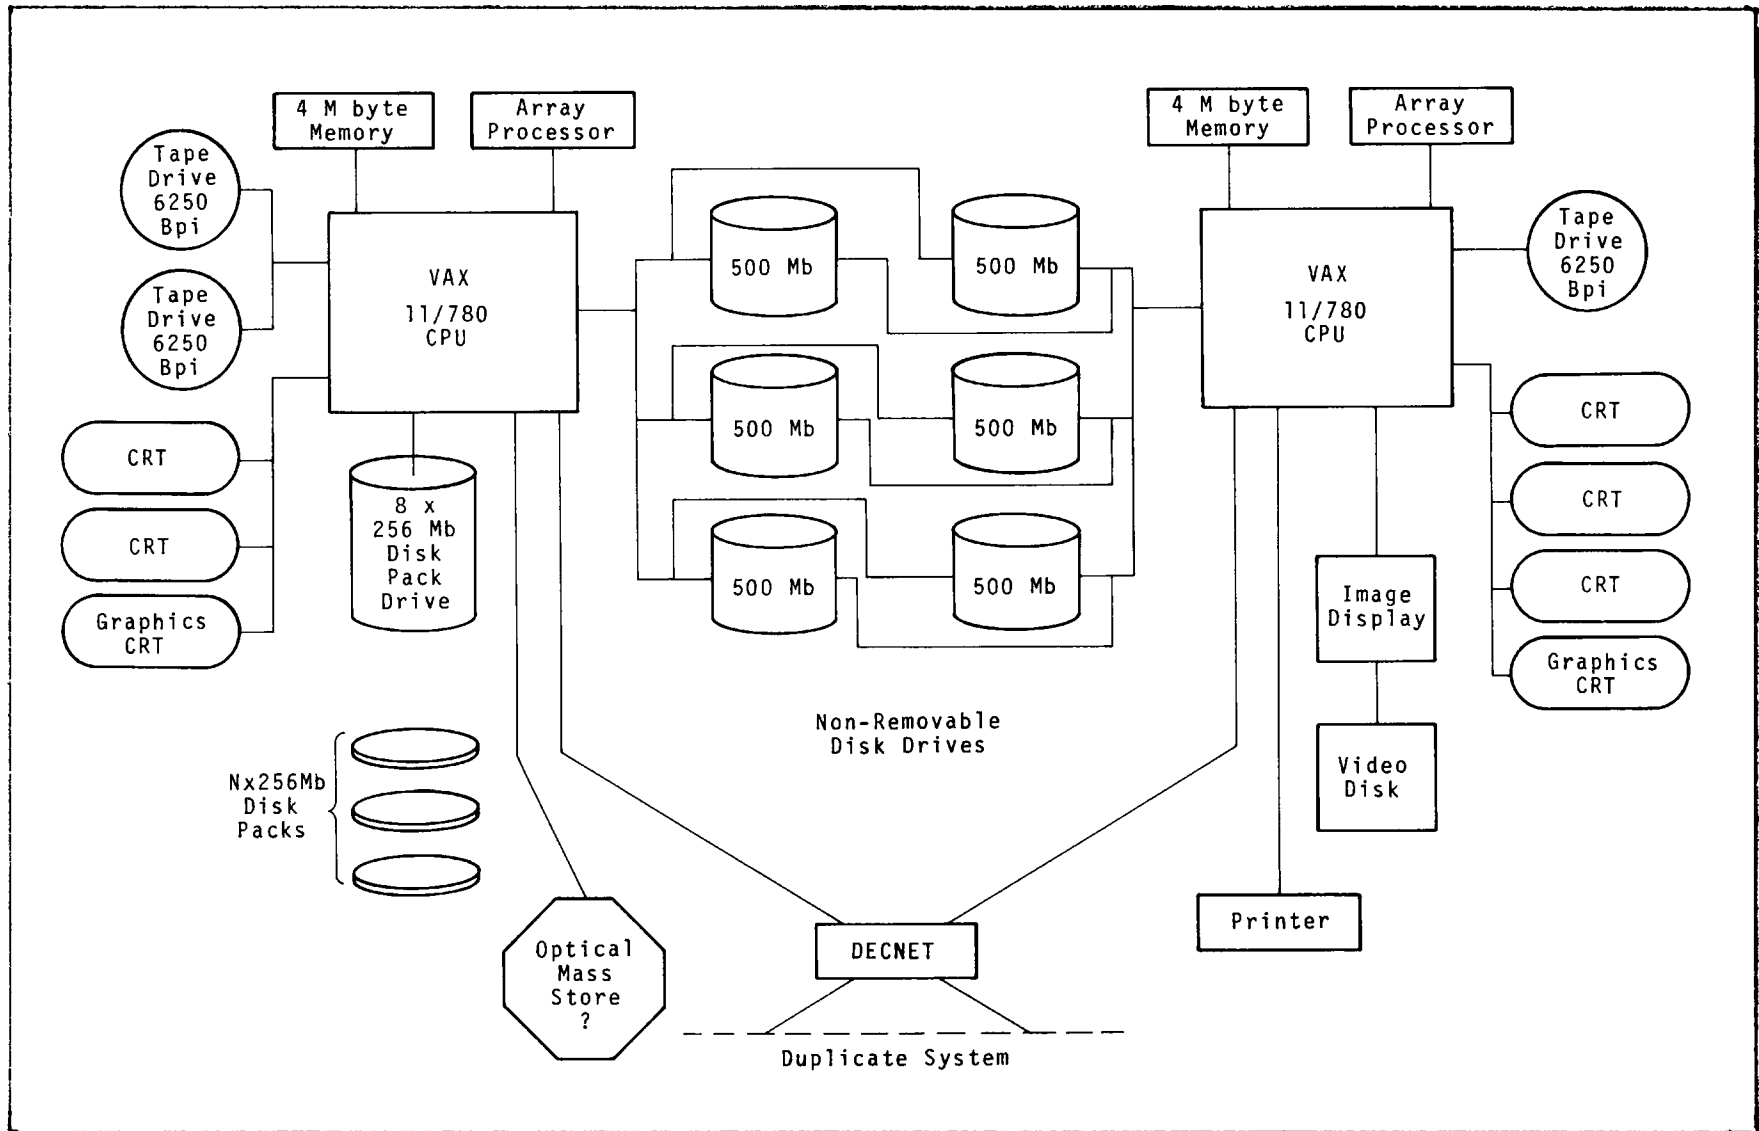 4 M byte
Memory
Array
Processor
4 M byte
Memory
Array
Processor
Tape
Drive
6250
Bpi
Tape
Drive
6250
Bpi
VAX
11/780
CPU
500 Mb
500 Mb
500 Mb
500 Mb
500 Mb
500 Mb
VAX
11/780
CPU
Tape
Drive
6250
Bpi
CRT
CRT
Graphics
CRT
8 x
256 Mb
Disk
Pack
Drive
CRT
CRT
CRT
Graphics
CRT
Image
Display
Video
Disk
Non-Removable
Disk Drives
Nx256Mb
Disk
Packs
Optical
Mass
Store
?
DECNET
Printer
Duplicate System